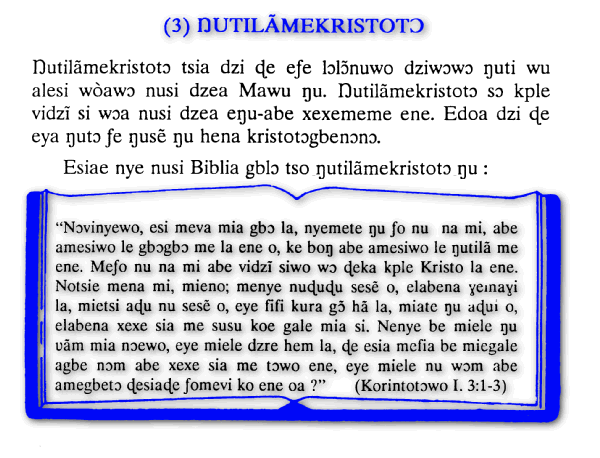 (3) ŊUTILÃMEKRISTOTƆ
Ŋutilãmekristotɔ tsia dzi ɖe eƒe lɔlɔ̃nuwo dziwɔwɔ ŋuti wu
alesi wòawɔ nusi dzea Mawu ŋu. Ŋutilãmekristotɔ sɔ kple
vidzĩ si wɔa nusi dzea eŋu-abe xexememe ene. Edoa dzi ɖe
eya ŋutɔ ƒe ŋusẽ ŋu hena kristotɔgbenɔnɔ.
Esiae nye nusi Biblia gblɔ tso ŋutilãmekristotɔ ŋu :
“Nɔvinyewo, esi meva mia gbɔ la, nyemete ŋu ƒo nu na mi, abe
amesiwo le gbɔgbɔ me la ene o, ke boŋ abe amesiwo le ŋutilã me
ene. Meƒo nu na mi abe vidzĩ siwo wɔ ɖeka kple Kristo la ene.
Notsie mena mi, mieno; menye nuɖuɖu sesẽ o, elabena ɣeɩnaɣi
la, mietsi aɖu nu sesẽ o, eye fifi kura gɔ̃ hã la, miate ŋu aɖui o,
elabena xexe sia me susu koe gale mia si. Nenye be miele ŋu
ʋãm mia nɔewo, eye miele dzre hem la, ɖe esia mefia be miegale
agbe nɔm abe xexe sia me tɔwo ene, eye miele nu wɔm abe
amegbetɔ ɖesiaɖe ƒomevi ko ene oa ?” (Korintotɔwo I. 3:1-3)